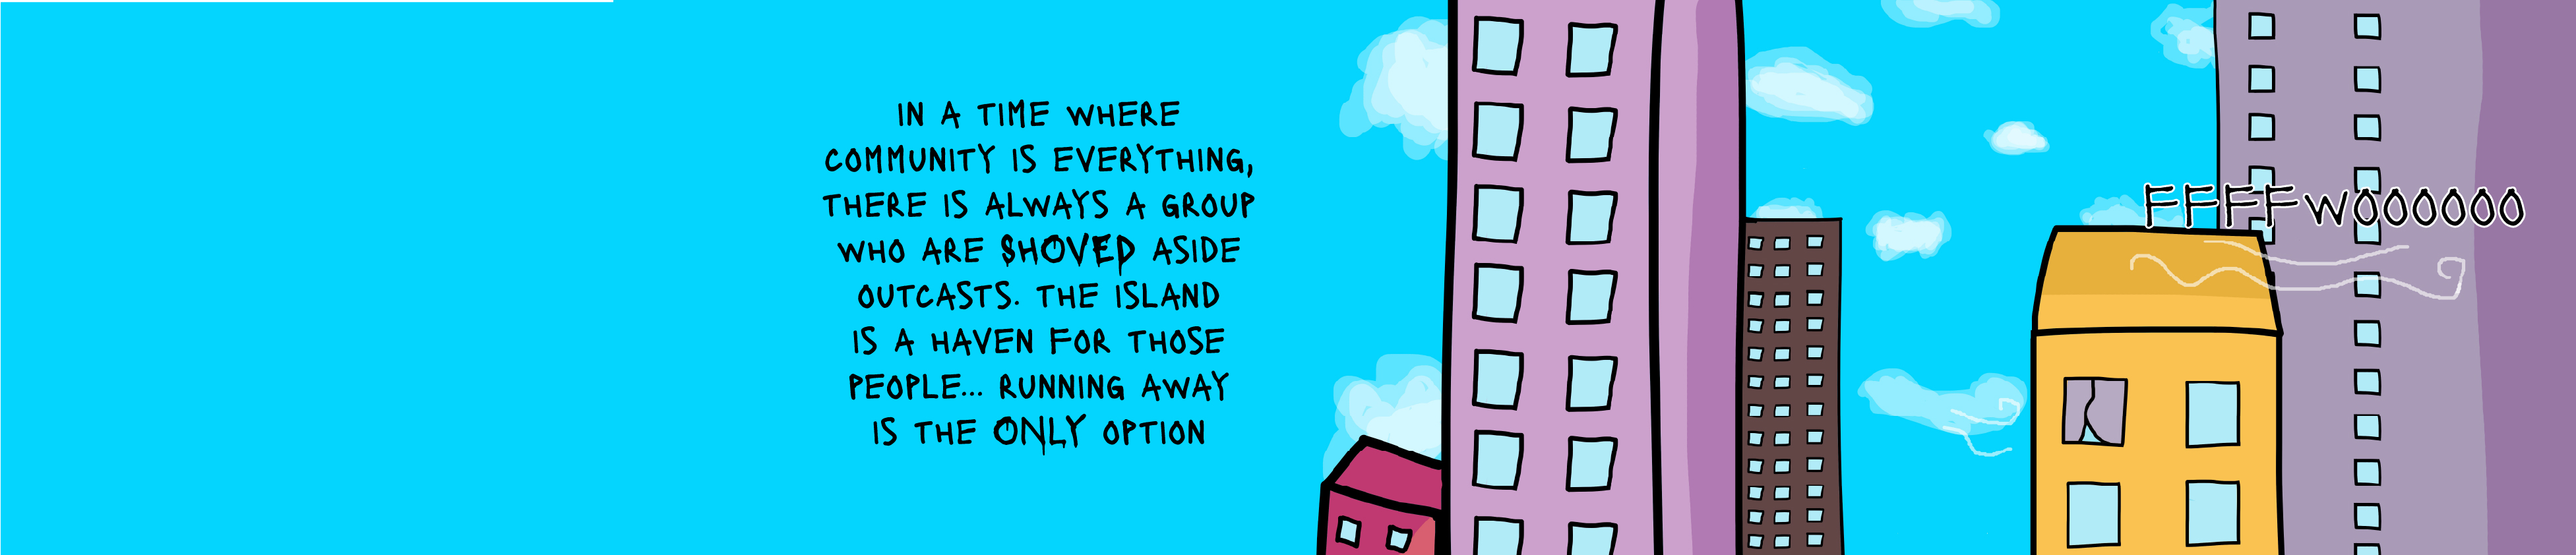 IN A TIME WHERE
COMMUNITY IS EVERYTHING,
THERE IS ALWAYS A GROUP
WHO ARE SHOVED ASIDE
OUTCASTS. THE ISLAND
IS A HAVEN FOR THOSE
PEOPLE... RUNNING AWAY
IS THE ONLY OPTION
FFFFWOOOOOO